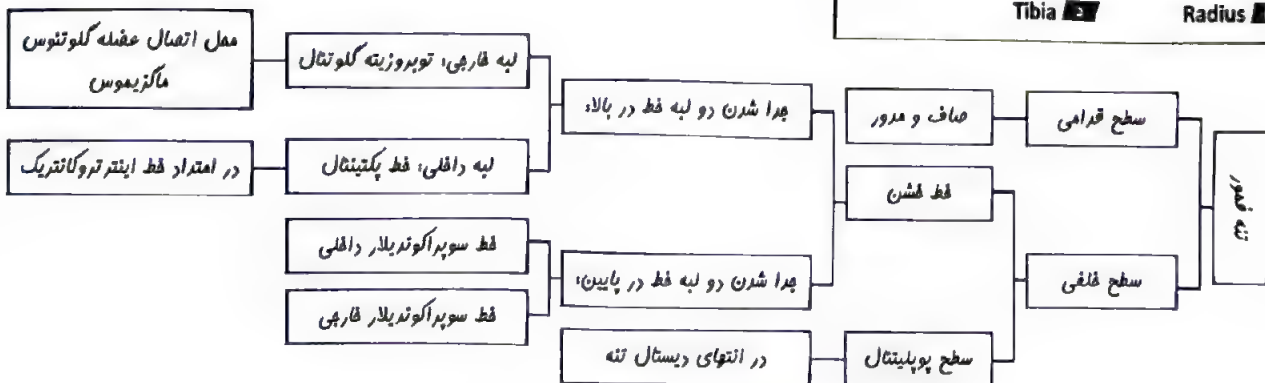 Tibia د Radius
تنه فمور
سطح قدامی
صاف و مدور
سطح خلفی
خط خشن
جدا شدن دو لبه خط در بالا:
لبه خارجی: توبروزیته گلوتئال
محل اتصال عضله گلوتئوس
ماگزیموس
لبه داخلی: خط پکتینئال
در امتداد خط اینترتروکانتریک
جدا شدن دو لبه خط در پایین:
خط سوپراکوندیلار داخلی
خط سوپراکوندیلار خارجی
سطح پوپلیتئال
در انتهای دیستال تنه